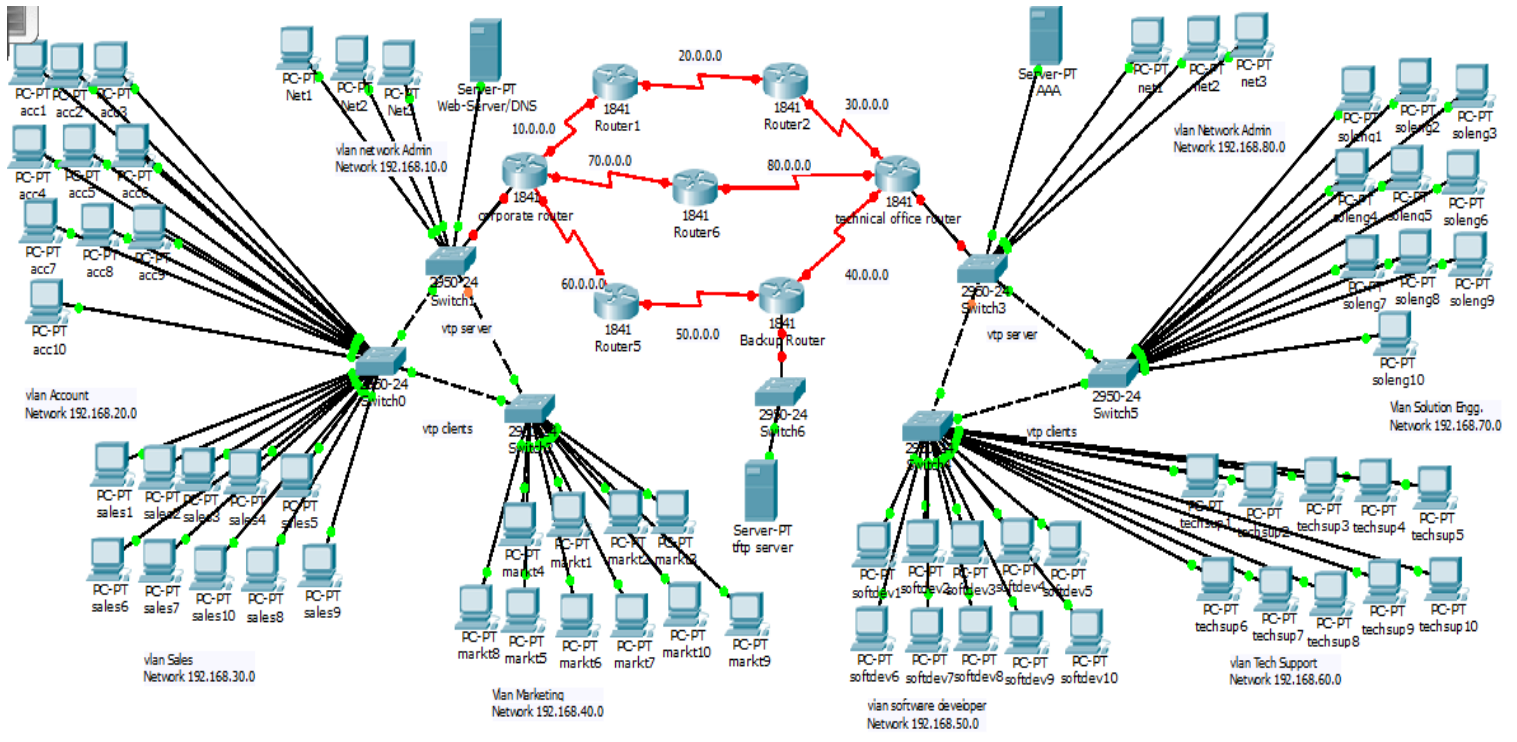 PC-PT
acc1
PC-PT
acc2
PC-PT
acc3
PC-PT
acc4
PC-PT
acc5
PC-PT
acc6
PC-PT
acc7
PC-PT
acc8
PC-PT
acc9
PC-PT
acc10
vlan Account
Network 192.168.20.0
PC-PT
Net1
PC-PT
Net2
PC-PT
Net3
Server-PT
Web-Server/DNS
vlan network Admin
Network 192.168.10.0
2950-24
Switch1
vtp server
2950-24
Switch0
vtp clients
2950-24
PC-PT
sales1
PC-PT
sales2
PC-PT
sales3
PC-PT
sales4
PC-PT
sales5
PC-PT
sales6
PC-PT
sales7
PC-PT
sales10
PC-PT
sales8
PC-PT
sales9
vlan Sales
Network 192.168.30.0
PC-PT
markt4
PC-PT
markt1
PC-PT
markt2
PC-PT
markt3
PC-PT
markt8
PC-PT
markt5
PC-PT
markt6
PC-PT
markt7
PC-PT
markt10
PC-PT
markt9
Vlan Marketing
Network 192.168.40.0
1841
corporate router
10.0.0.0
1841
Router1
20.0.0.0
1841
Router2
30.0.0.0
70.0.0.0
1841
Router6
80.0.0.0
1841
technical office router
60.0.0.0
1841
Router5
50.0.0.0
1841
Backup Router
40.0.0.0
2950-24
Switch6
Server-PT
tftp server
Server-PT
AAA
PC-PT
net1
PC-PT
net2
PC-PT
net3
vlan Network Admin
Network 192.168.80.0
2950-24
Switch3
vtp server
2950-24
Switch5
vtp clients
PC-PT
soleng1
PC-PT
soleng2
PC-PT
soleng3
PC-PT
soleng4
PC-PT
soleng5
PC-PT
soleng6
PC-PT
soleng7
PC-PT
soleng8
PC-PT
soleng9
PC-PT
soleng10
Vlan Solution Engg.
Network 192.168.70.0
PC-PT
softdev1
PC-PT
softdev2
PC-PT
softdev3
PC-PT
softdev4
PC-PT
softdev5
PC-PT
softdev6
PC-PT
softdev7
PC-PT
softdev8
PC-PT
softdev9
PC-PT
softdev10
vlan software developer
Network 192.168.50.0
PC-PT
techsup1
PC-PT
techsup2
PC-PT
techsup3
PC-PT
techsup4
PC-PT
techsup5
PC-PT
techsup6
PC-PT
techsup7
PC-PT
techsup8
PC-PT
techsup9
PC-PT
techsup10
vlan Tech Support
Network 192.168.60.0